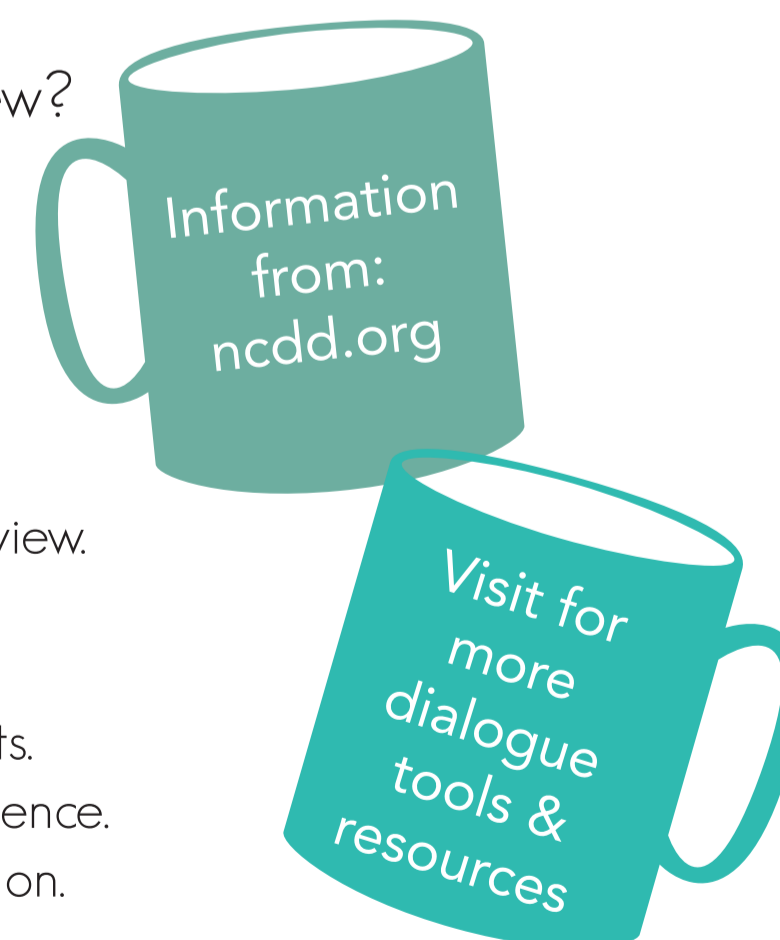 w?
Information
from:
ncdd.org
view.
Visit for
more
dialogue
tools &
resources
ts.
ence.
on.